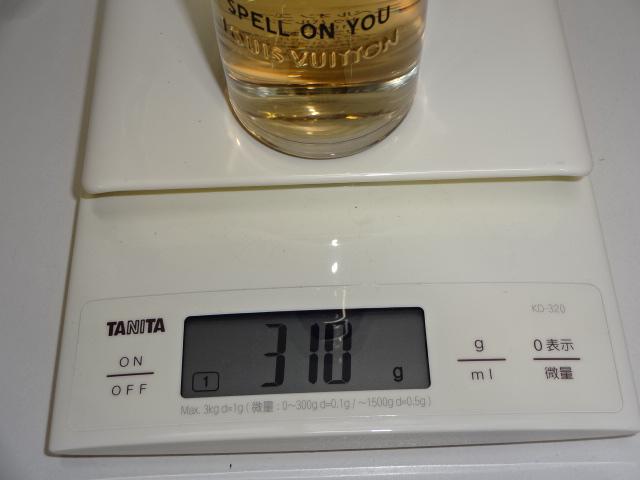 SPELL ON YOU
LOUIS VUITTON
KD-320
TANITA
ON
OFF
1
318 g
g
ml
0表示
微量
Max. 3kg d=1g ( 微量 : 0~300g d=0.1g / ~1500g d=0.5g )